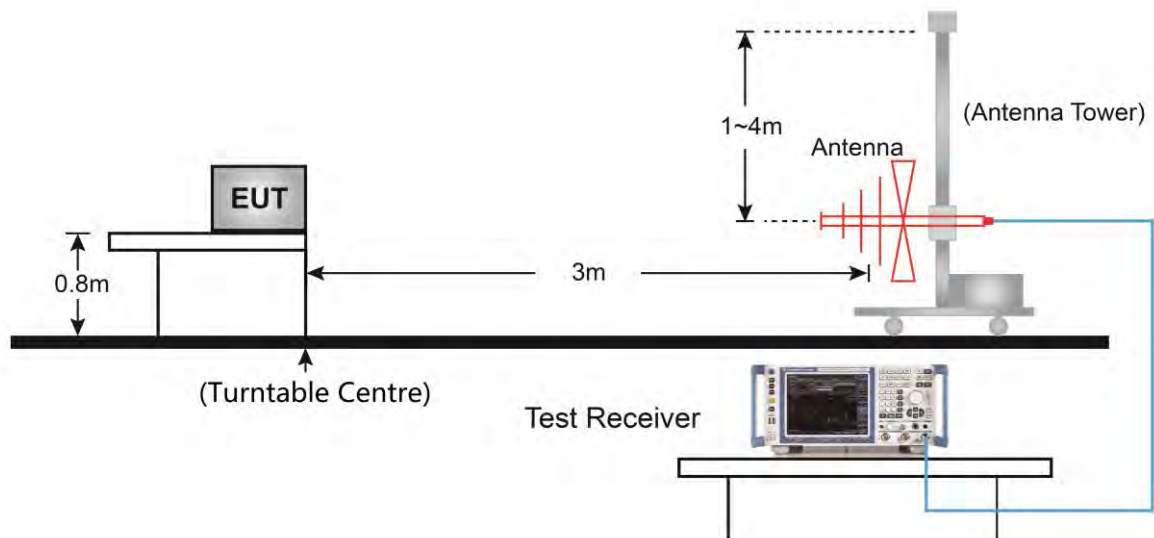 1~4m
(Antenna Tower)
Antenna
EUT
0.8m
3m
(Turntable Centre)
Test Receiver